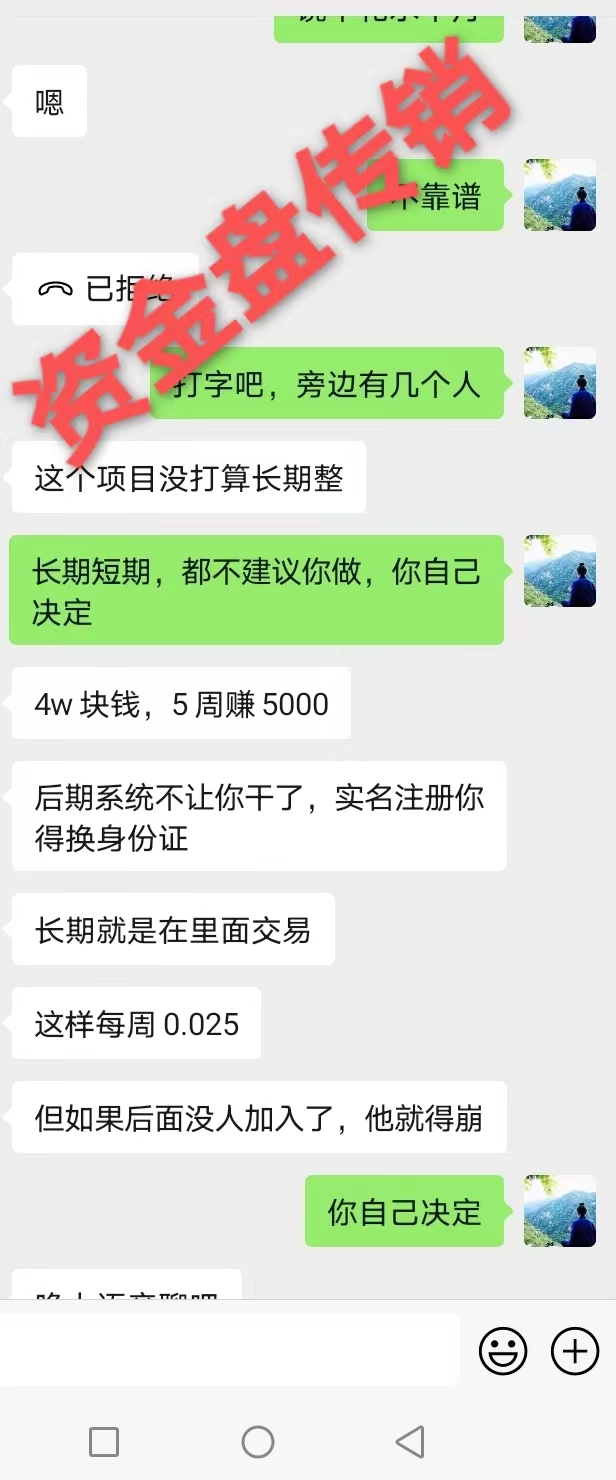 嗯
资金盘传销
不靠谱
已拒绝
打字吧，旁边有几个人
这个项目没打算长期整
长期短期，都不建议你做，你自己
决定
4w 块钱，5 周赚 5000
后期系统不让你干了，实名注册你
得换身份证
长期就是在里面交易
这样每周 0.025
但如果后面没人加入了，他就得崩
你自己决定